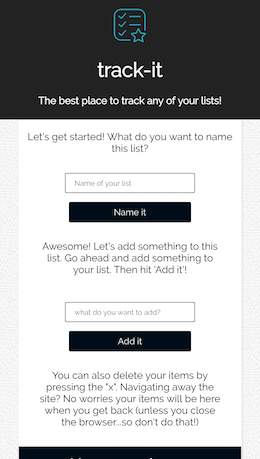 track-it
The best place to track any of your lists!
Let's get started! What do you want to name
this list?
Name of your list
Name it
Awesome! Let's add something to this
list. Go ahead and add something to
your list. Then hit 'Add it'!
what do you want to add?
Add it
You can also delete your items by
pressing the "x". Navigating away the
site? No worries your items will be here
when you get back (unless you close
the browser...so don't do that!)